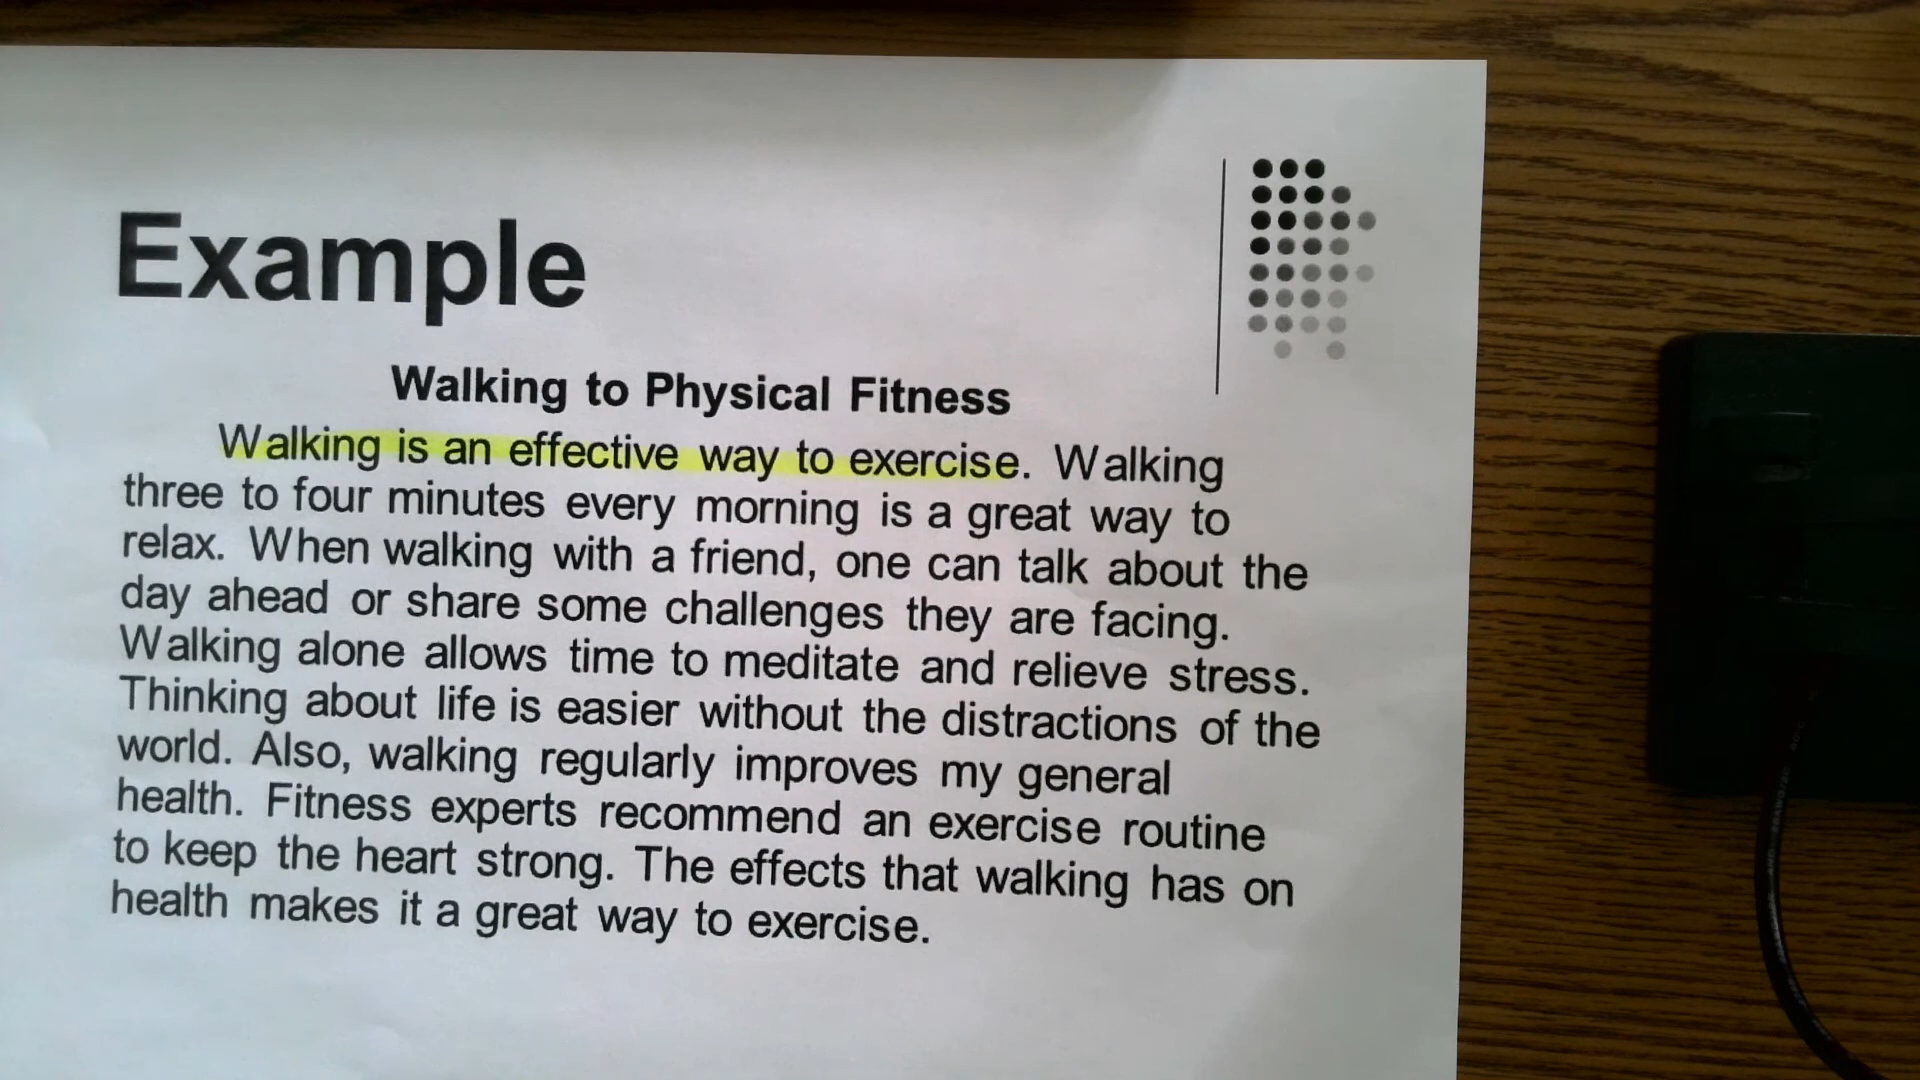 Example
Walking to Physical Fitness
Walking is an effective way to exercise. Walking
three to four minutes every morning is a great way to
relax. When walking with a friend, one can talk about the
day ahead or share some challenges they are facing.
Walking alone allows time to meditate and relieve stress.
Thinking about life is easier without the distractions of the
world. Also, walking regularly improves my general
health. Fitness experts recommend an exercise routine
to keep the heart strong. The effects that walking has on
health makes it a great way to exercise.